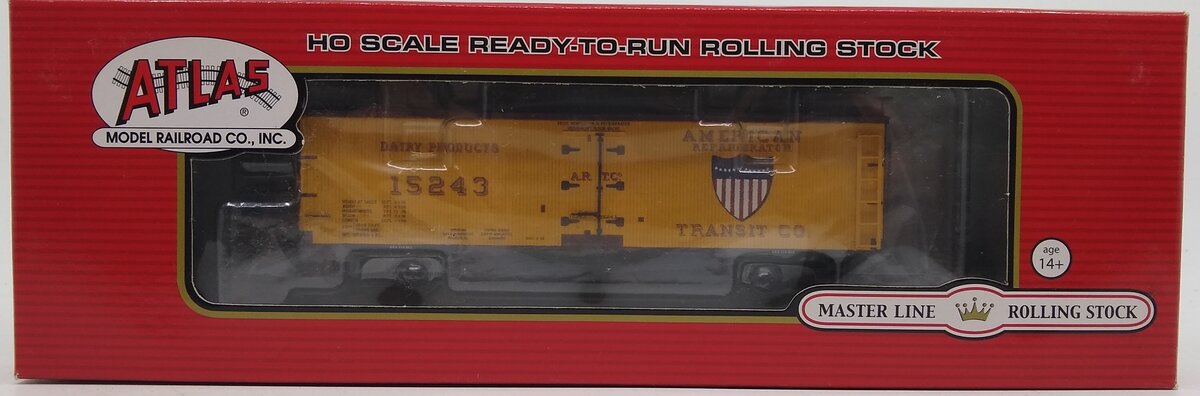 HO SCALE READY-TO-RUN ROLLING STOCK
ATLAS
®
MODEL RAILROAD CO., INC.
DAIRY PRODUCTS
15243
A.R.T.Co.
AMERICAN
REFRIGERATOR
TRANSIT CO
age
14+
MASTER LINE ROLLING STOCK